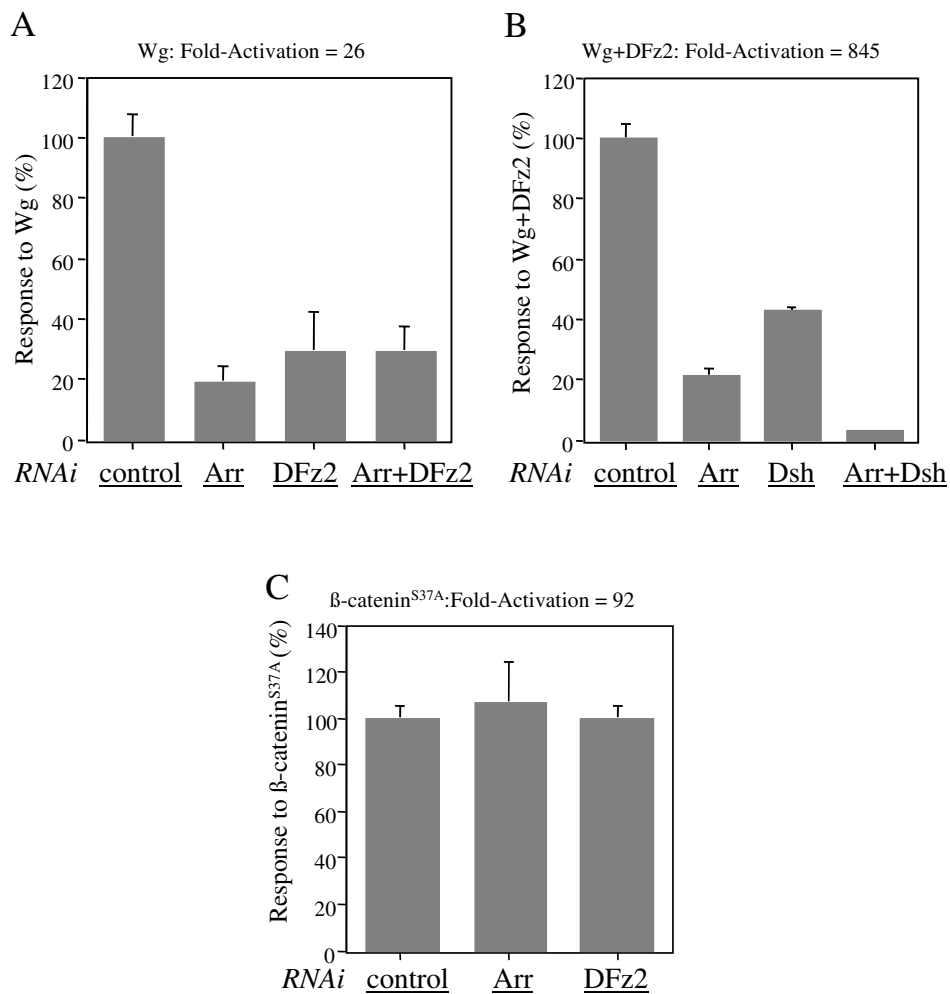 A
Wg: Fold-Activation = 26
Response to Wg (%)
120
100
80
60
40
20
0
RNAi control Arr DFz2 Arr+DFz2
B
Wg+DFz2: Fold-Activation = 845
Response to Wg+DFz2 (%)
120
100
80
60
40
20
0
RNAi control Arr Dsh Arr+Dsh
C
ß-catenin^S37A:Fold-Activation = 92
Response to ß-catenin^S37A (%)
140
120
100
80
60
40
20
0
RNAi control Arr DFz2